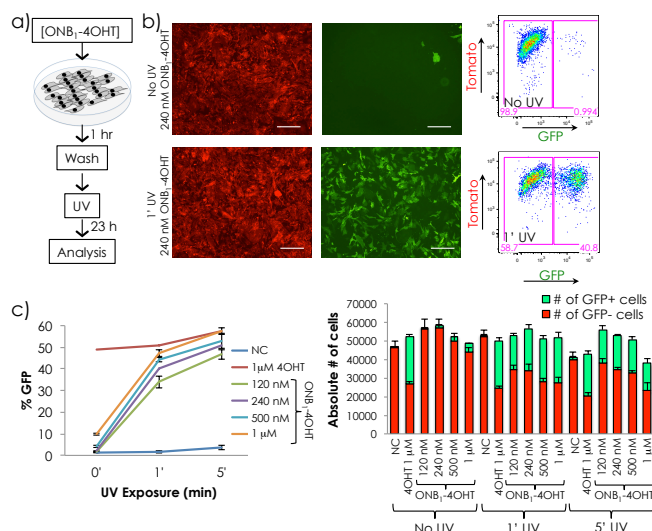 a)
[ONB₁-4OHT]
1 hr
Wash
UV
23 h
Analysis
b)
No UV
240 nM ONB₁-4OHT
Tomato
No UV
98.9
0.994
GFP
1' UV
240 nM ONB₁-4OHT
Tomato
1' UV
58.7
40.8
GFP
c)
% GFP
60
50
40
30
20
10
0
0'
1'
5'
UV Exposure (min)
NC
1μM 4OHT
120 nM
240 nM
500 nM
1 μM
ONB₁-4OHT
Absolute # of cells
70000
60000
50000
40000
30000
20000
10000
0
# of GFP+ cells
# of GFP- cells
NC
4OHT 1 μM
120 nM
240 nM
500 nM
1 μM
NC
4OHT 1 μM
120 nM
240 nM
500 nM
1 μM
NC
4OHT 1 μM
120 nM
240 nM
500 nM
1 μM
ONB₁-4OHT
ONB₁-4OHT
ONB₁-4OHT
No UV
1' UV
5' UV